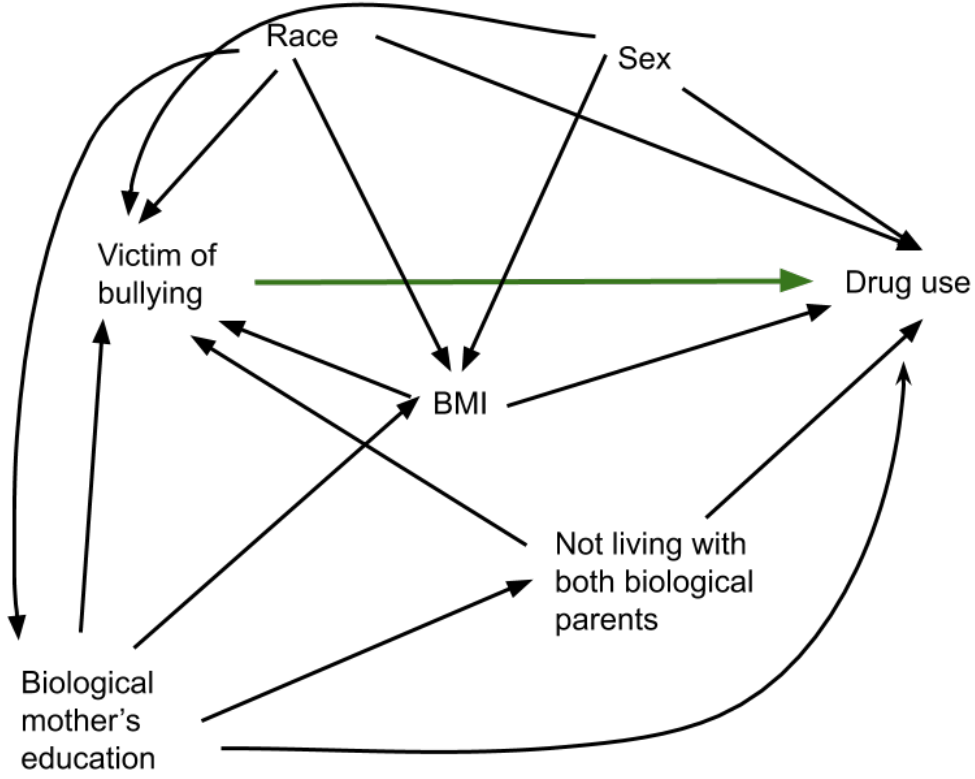 Race
Sex
Victim of
bullying
Drug use
BMI
Not living with
both biological
parents
Biological
mother’s
education